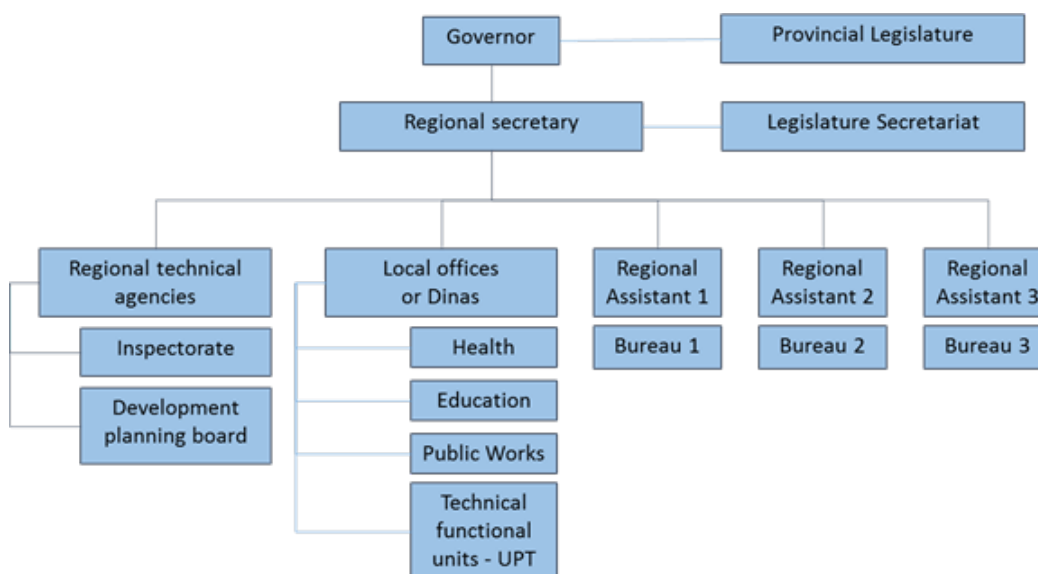 Governor
Provincial Legislature
Regional secretary
Legislature Secretariat
Regional technical
agencies
Inspectorate
Development
planning board
Local offices
or Dinas
Health
Education
Public Works
Technical
functional
units - UPT
Regional
Assistant 1
Bureau 1
Regional
Assistant 2
Bureau 2
Regional
Assistant 3
Bureau 3